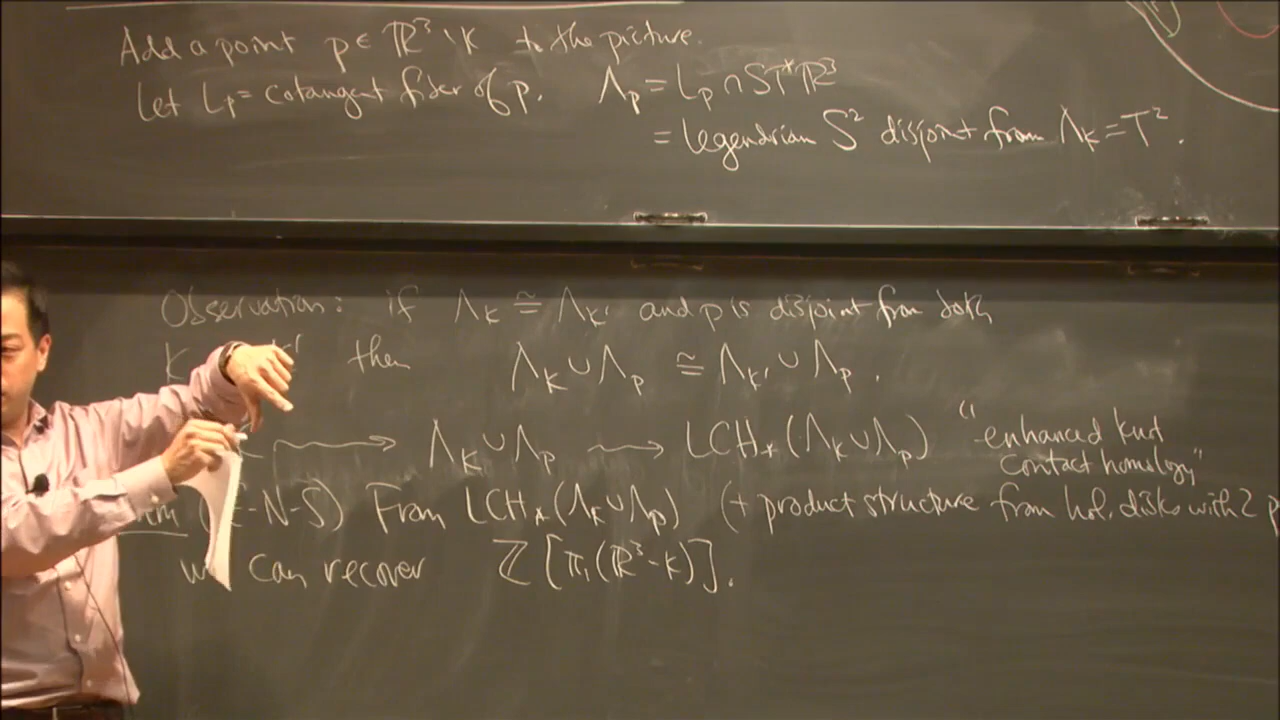 Add a point p ∈ ℝ³ \ K to the picture.
Let Lp = cotangent fiber of p. Λp = Lp ∩ ST*ℝ³
= legendrian S² disjoint from ΛK = T².
Observation: if ΛK ≅ ΛK' and p is disjoint from both
K K' then ΛK ∪ Λp ≅ ΛK' ∪ Λp.
⟶ ΛK ∪ Λp ⟶ LCH*(ΛK ∪ Λp) "enhanced knot
contact homology"
-N-S) From LCH*(ΛK ∪ Λp) (+ product structure from hol. disks with 2 p
can recover ℤ[π₁(ℝ³-K)].